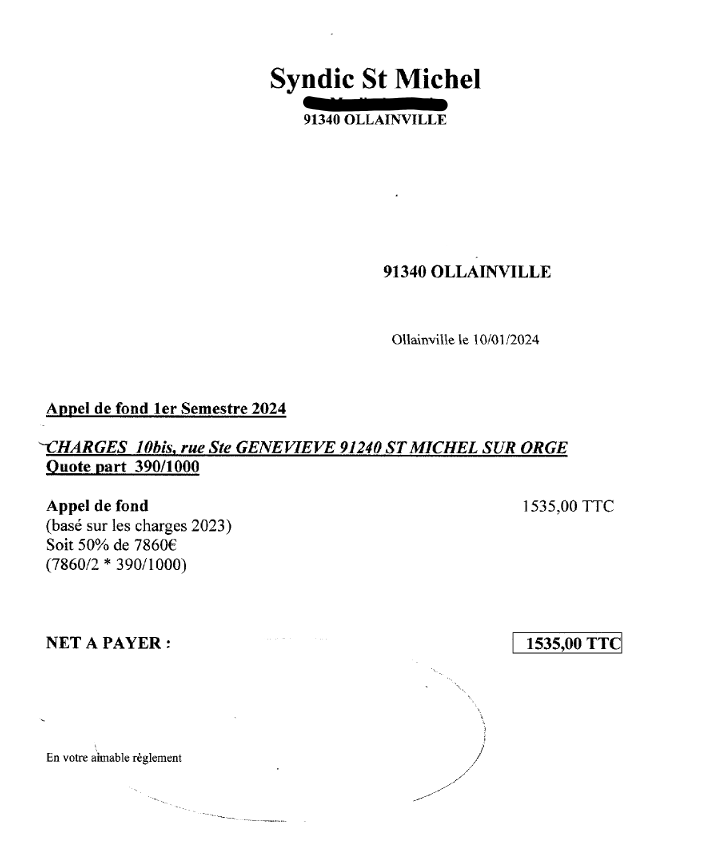 Syndic St Michel
91340 OLLAINVILLE
91340 OLLAINVILLE
Ollainville le 10/01/2024
Appel de fond 1er Semestre 2024
CHARGES 10bis, rue Ste GENEVIEVE 91240 ST MICHEL SUR ORGE
Quote part 390/1000
Appel de fond 1535,00 TTC
(basé sur les charges 2023)
Soit 50% de 7860€
(7860/2 * 390/1000)
NET A PAYER : 1535,00 TTC
En votre aimable règlement